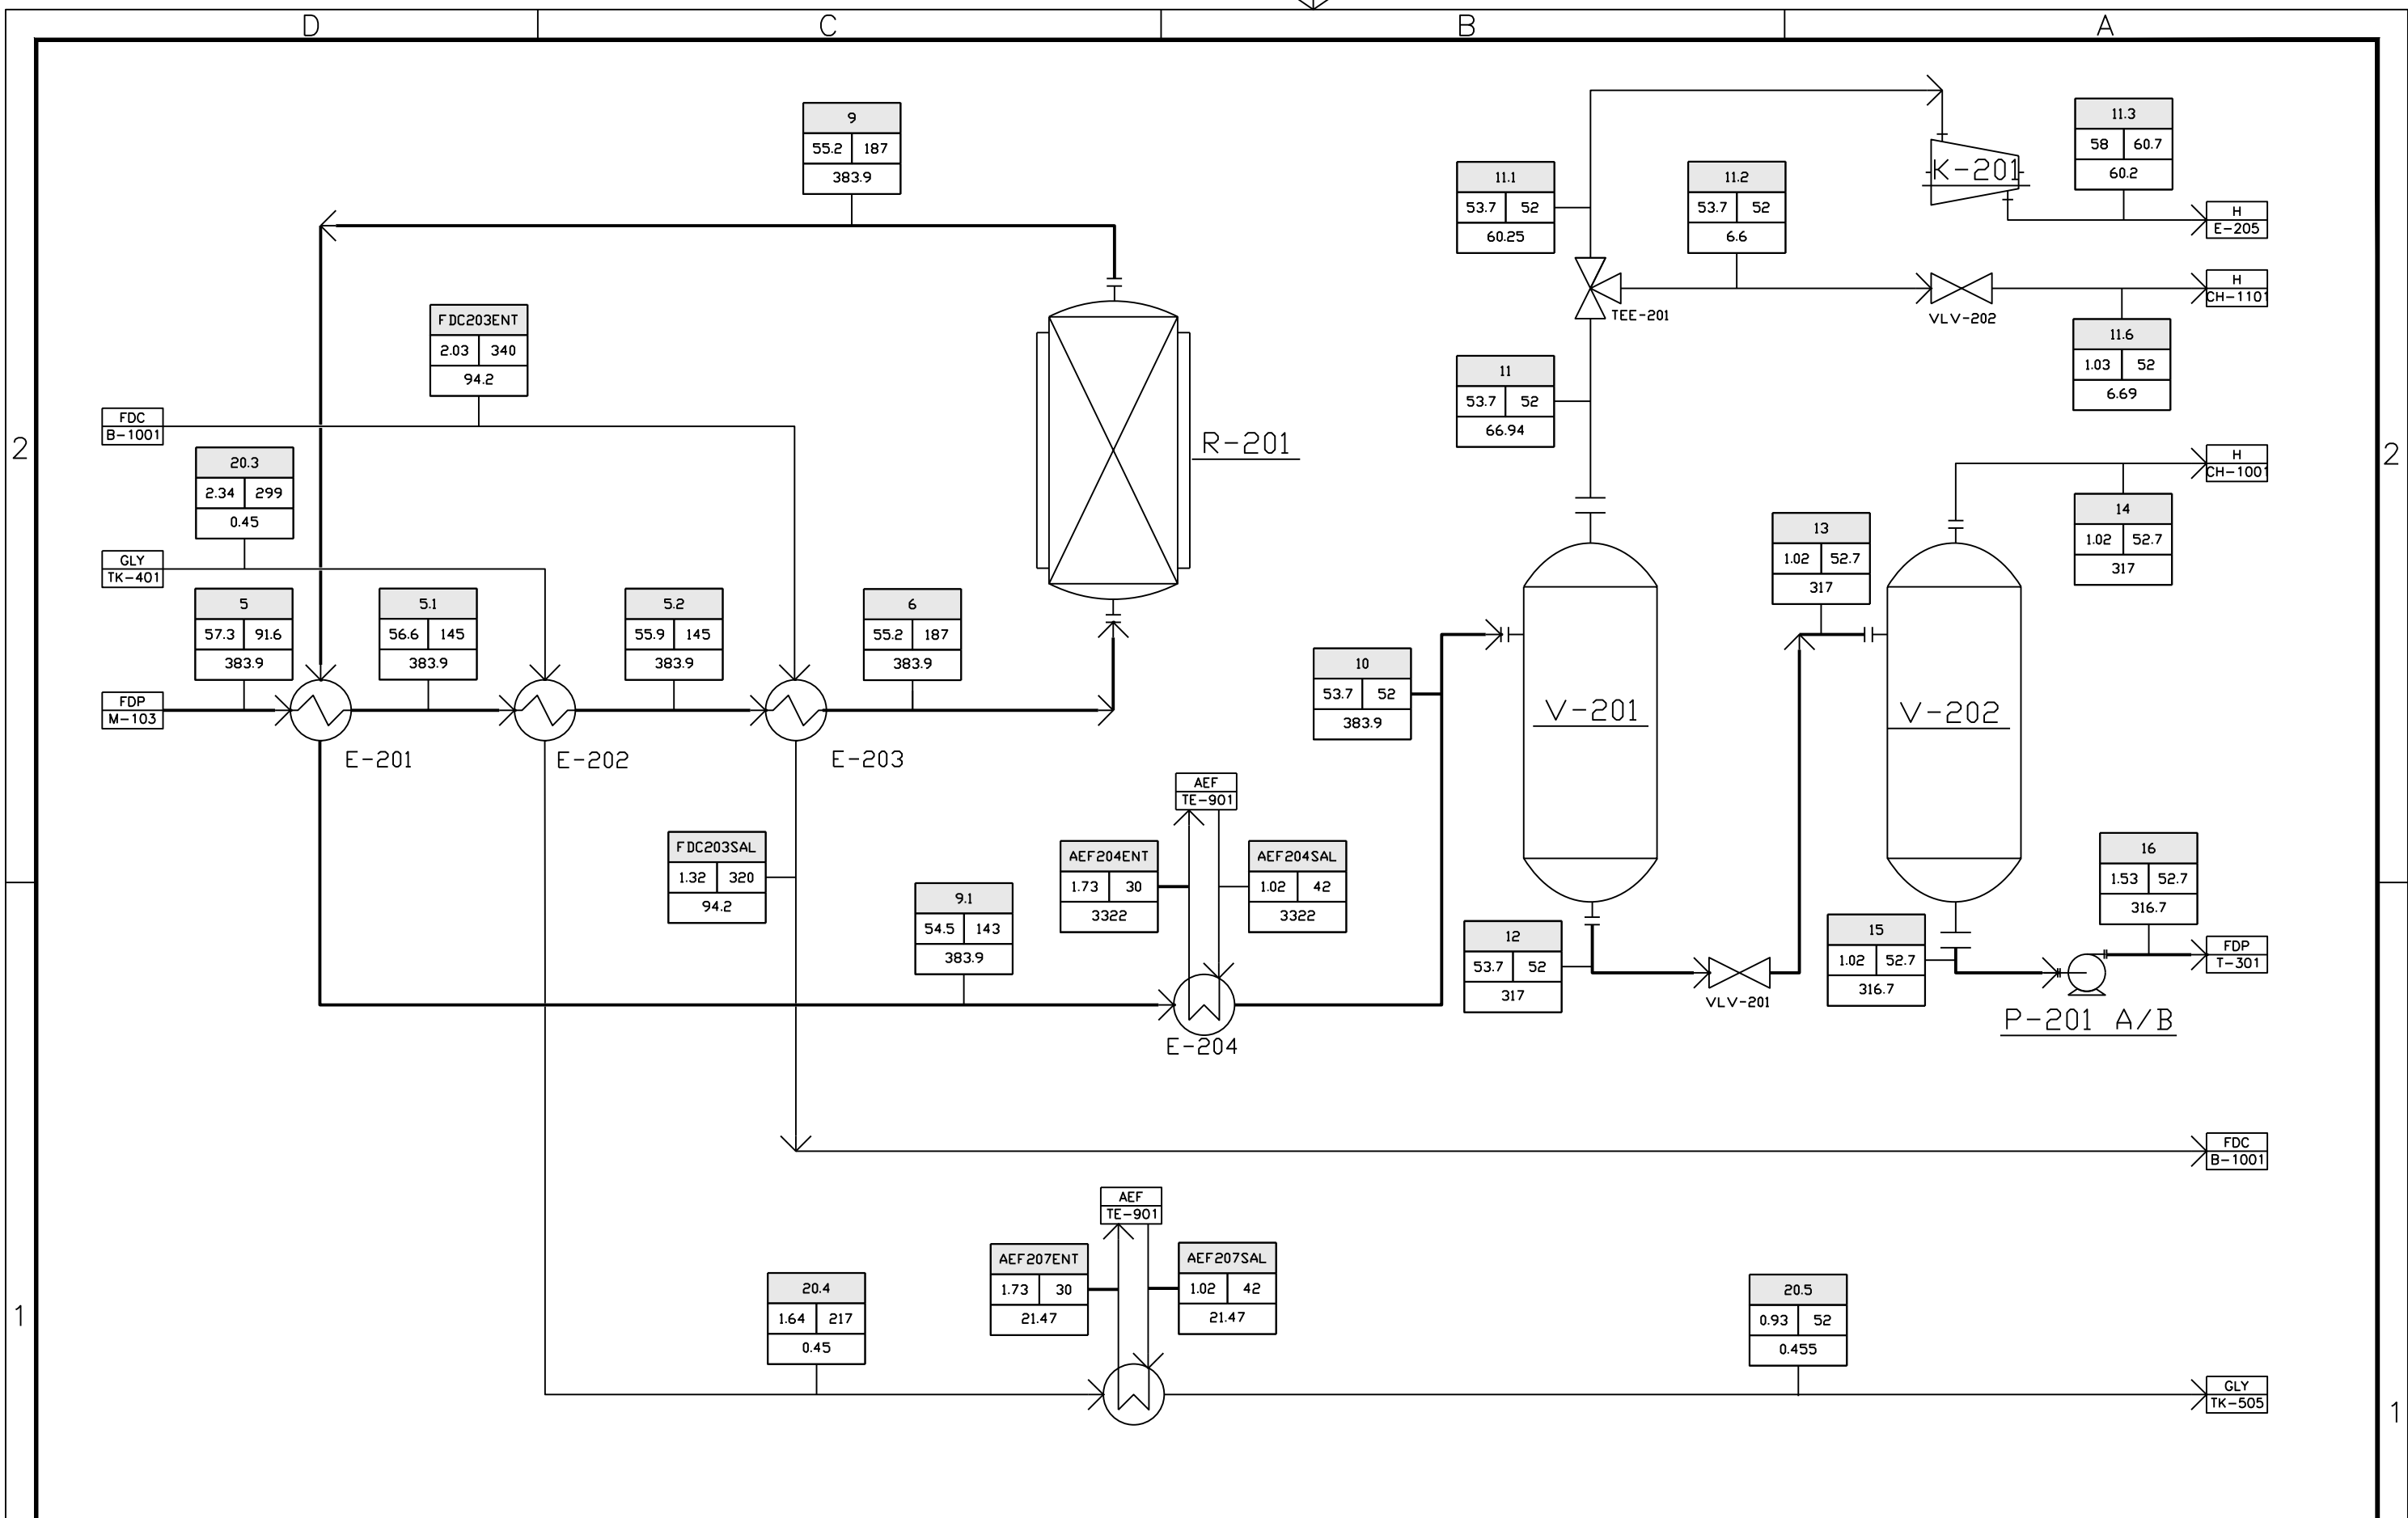 D C B A
9
55.2 187
383.9
11.3
58 60.7
60.2
K-201
11.1
53.7 52
60.25
11.2
53.7 52
6.6
H
E-205
H
CH-1101
TEE-201
VLV-202
FDC203ENT
2.03 340
94.2
11.6
1.03 52
6.69
11
53.7 52
66.94
FDC
B-1001
2
R-201
2
20.3
2.34 299
0.45
H
CH-1001
14
1.02 52.7
317
13
1.02 52.7
317
GLY
TK-401
5
57.3 91.6
383.9
5.1
56.6 145
383.9
5.2
55.9 145
383.9
6
55.2 187
383.9
10
53.7 52
383.9
FDP
M-103
V-201
V-202
E-201
E-202
E-203
AEF
TE-901
FDC203SAL
1.32 320
94.2
AEF204ENT
1.73 30
3322
AEF204SAL
1.02 42
3322
16
1.53 52.7
316.7
9.1
54.5 143
383.9
12
53.7 52
317
15
1.02 52.7
316.7
FDP
T-301
VLV-201
P-201 A/B
E-204
FDC
B-1001
AEF
TE-901
AEF207ENT
1.73 30
21.47
AEF207SAL
1.02 42
21.47
20.4
1.64 217
0.45
20.5
0.93 52
0.455
1
GLY
TK-505
1